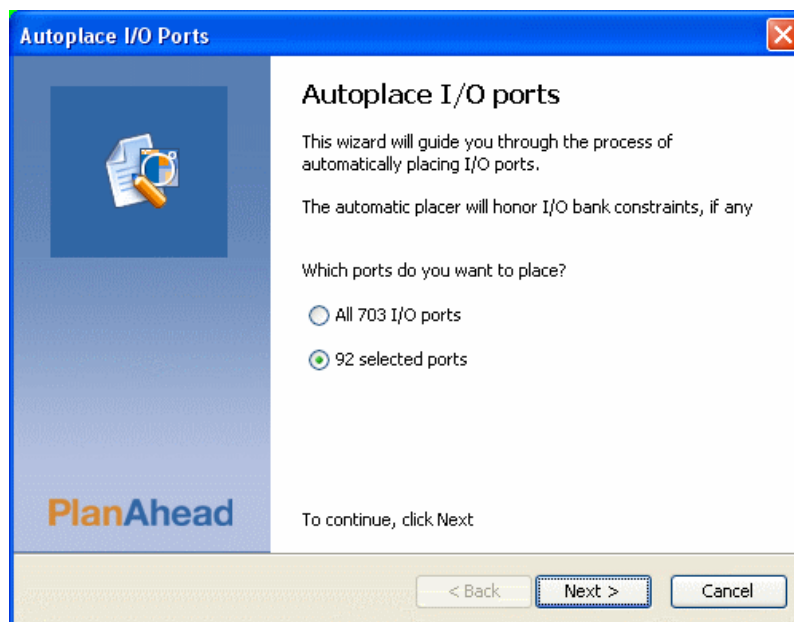 Autoplace I/O Ports
Autoplace I/O ports
This wizard will guide you through the process of
automatically placing I/O ports.
The automatic placer will honor I/O bank constraints, if any
Which ports do you want to place?
All 703 I/O ports
92 selected ports
PlanAhead
To continue, click Next
< Back
Next >
Cancel